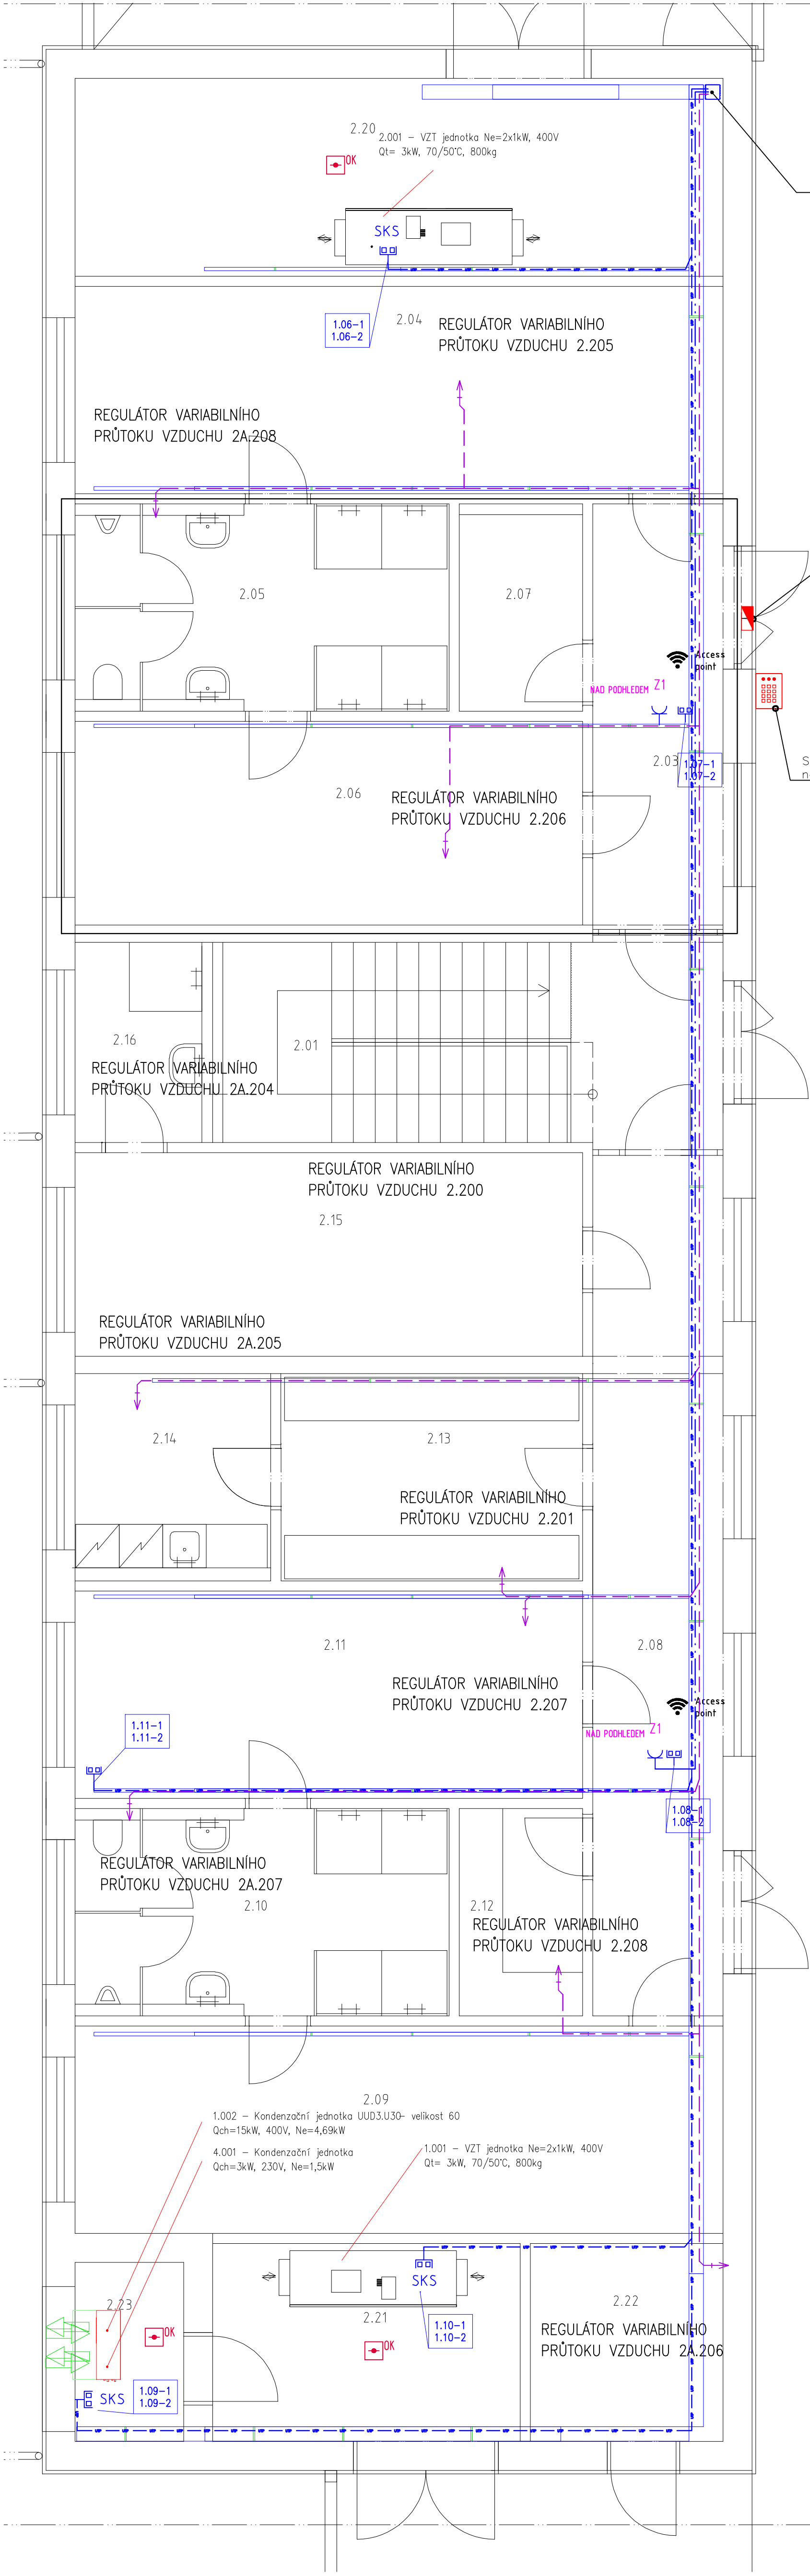 2.20
2.001 - VZT jednotka Ne=2x1kW, 400V
Qt= 3kW, 70/50°C, 800kg
OK
SKS
1.06-1
1.06-2
2.04
REGULÁTOR VARIABILNÍHO
PRŮTOKU VZDUCHU 2.205
REGULÁTOR VARIABILNÍHO
PRŮTOKU VZDUCHU 2A.208
2.05
2.07
Access
point
NAD PODHLEDEM Z1
2.03
1.07-1
1.07-2
S
n
2.06
REGULÁTOR VARIABILNÍHO
PRŮTOKU VZDUCHU 2.206
2.16
2.01
REGULÁTOR VARIABILNÍHO
PRŮTOKU VZDUCHU 2A.204
REGULÁTOR VARIABILNÍHO
PRŮTOKU VZDUCHU 2.200
2.15
REGULÁTOR VARIABILNÍHO
PRŮTOKU VZDUCHU 2A.205
2.14
2.13
REGULÁTOR VARIABILNÍHO
PRŮTOKU VZDUCHU 2.201
2.11
2.08
REGULÁTOR VARIABILNÍHO
PRŮTOKU VZDUCHU 2.207
Access
point
NAD PODHLEDEM Z1
1.11-1
1.11-2
1.08-1
1.08-2
REGULÁTOR VARIABILNÍHO
PRŮTOKU VZDUCHU 2A.207
2.10
2.12
REGULÁTOR VARIABILNÍHO
PRŮTOKU VZDUCHU 2.208
2.09
1.002 - Kondenzační jednotka UUD3.U30- velikost 60
Qch=15kW, 400V, Ne=4,69kW
4.001 - Kondenzační jednotka
Qch=3kW, 230V, Ne=1,5kW
1.001 - VZT jednotka Ne=2x1kW, 400V
Qt= 3kW, 70/50°C, 800kg
SKS
2.23
2.21
2.22
OK
OK
1.10-1
1.10-2
REGULÁTOR VARIABILNÍHO
PRŮTOKU VZDUCHU 2A.206
SKS
1.09-1
1.09-2